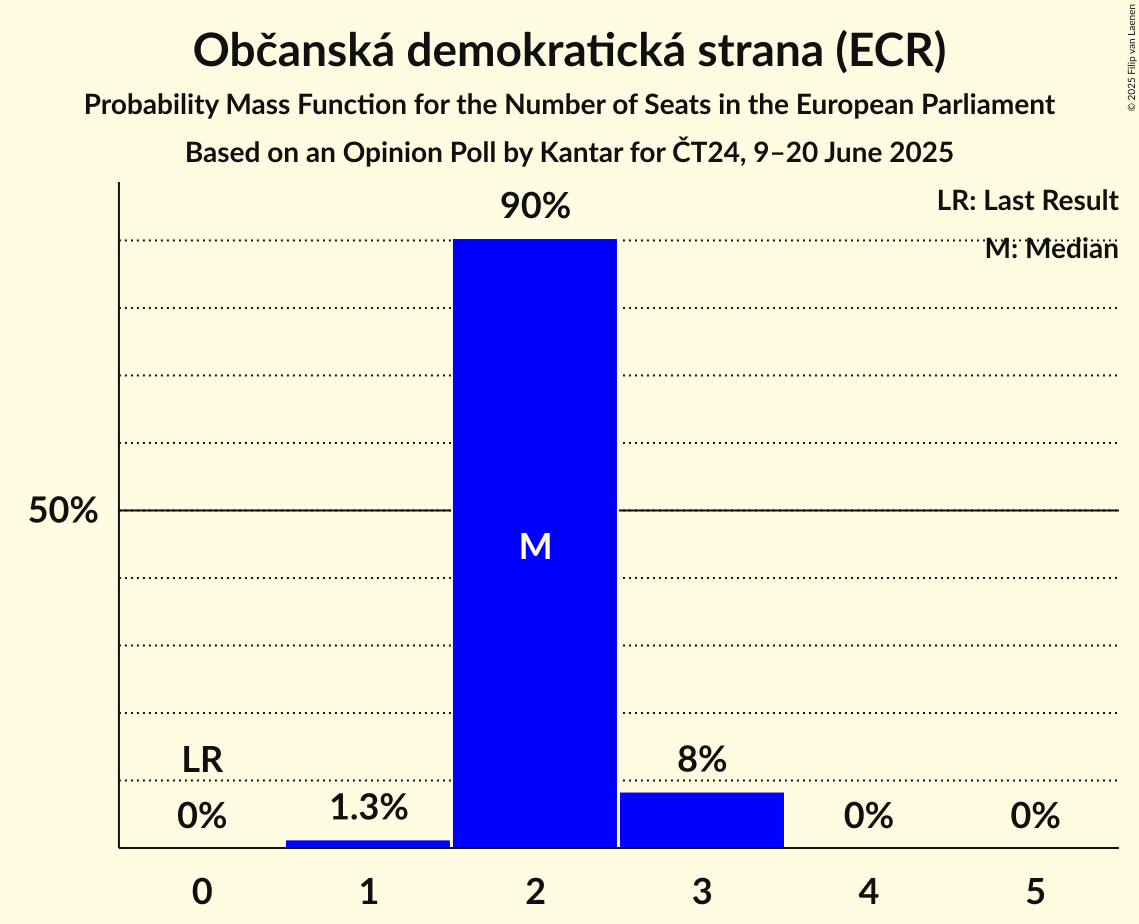 Občanská demokratická strana (ECR)
Probability Mass Function for the Number of Seats in the European Parliament
Based on an Opinion Poll by Kantar for ČT24, 9–20 June 2025
© 2025 Filip van Laenen
LR: Last Result
M: Median
90%
50%
M
LR
0%
1.3%
8%
0%
0%
0 1 2 3 4 5